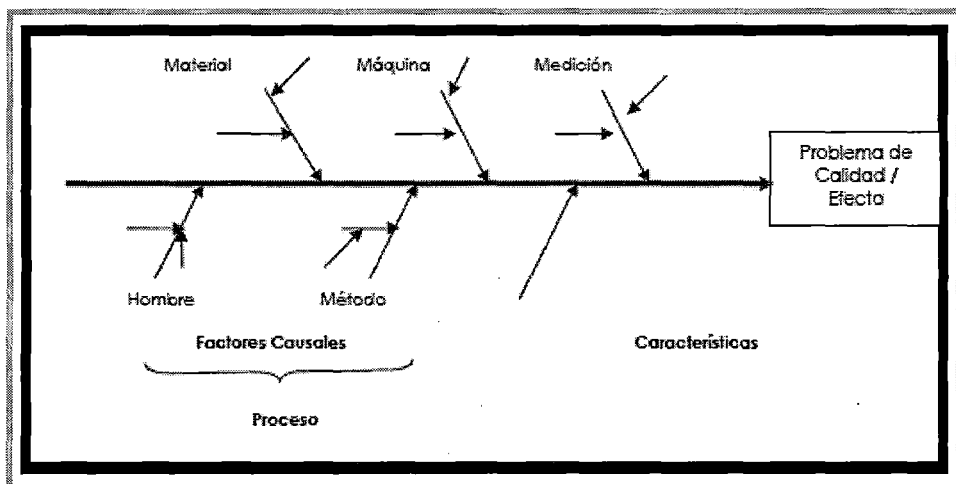 Material
Máquina
Medición
Problema de
Calidad /
Efecto
Hombre
Método
Factores Causales
Características
Proceso